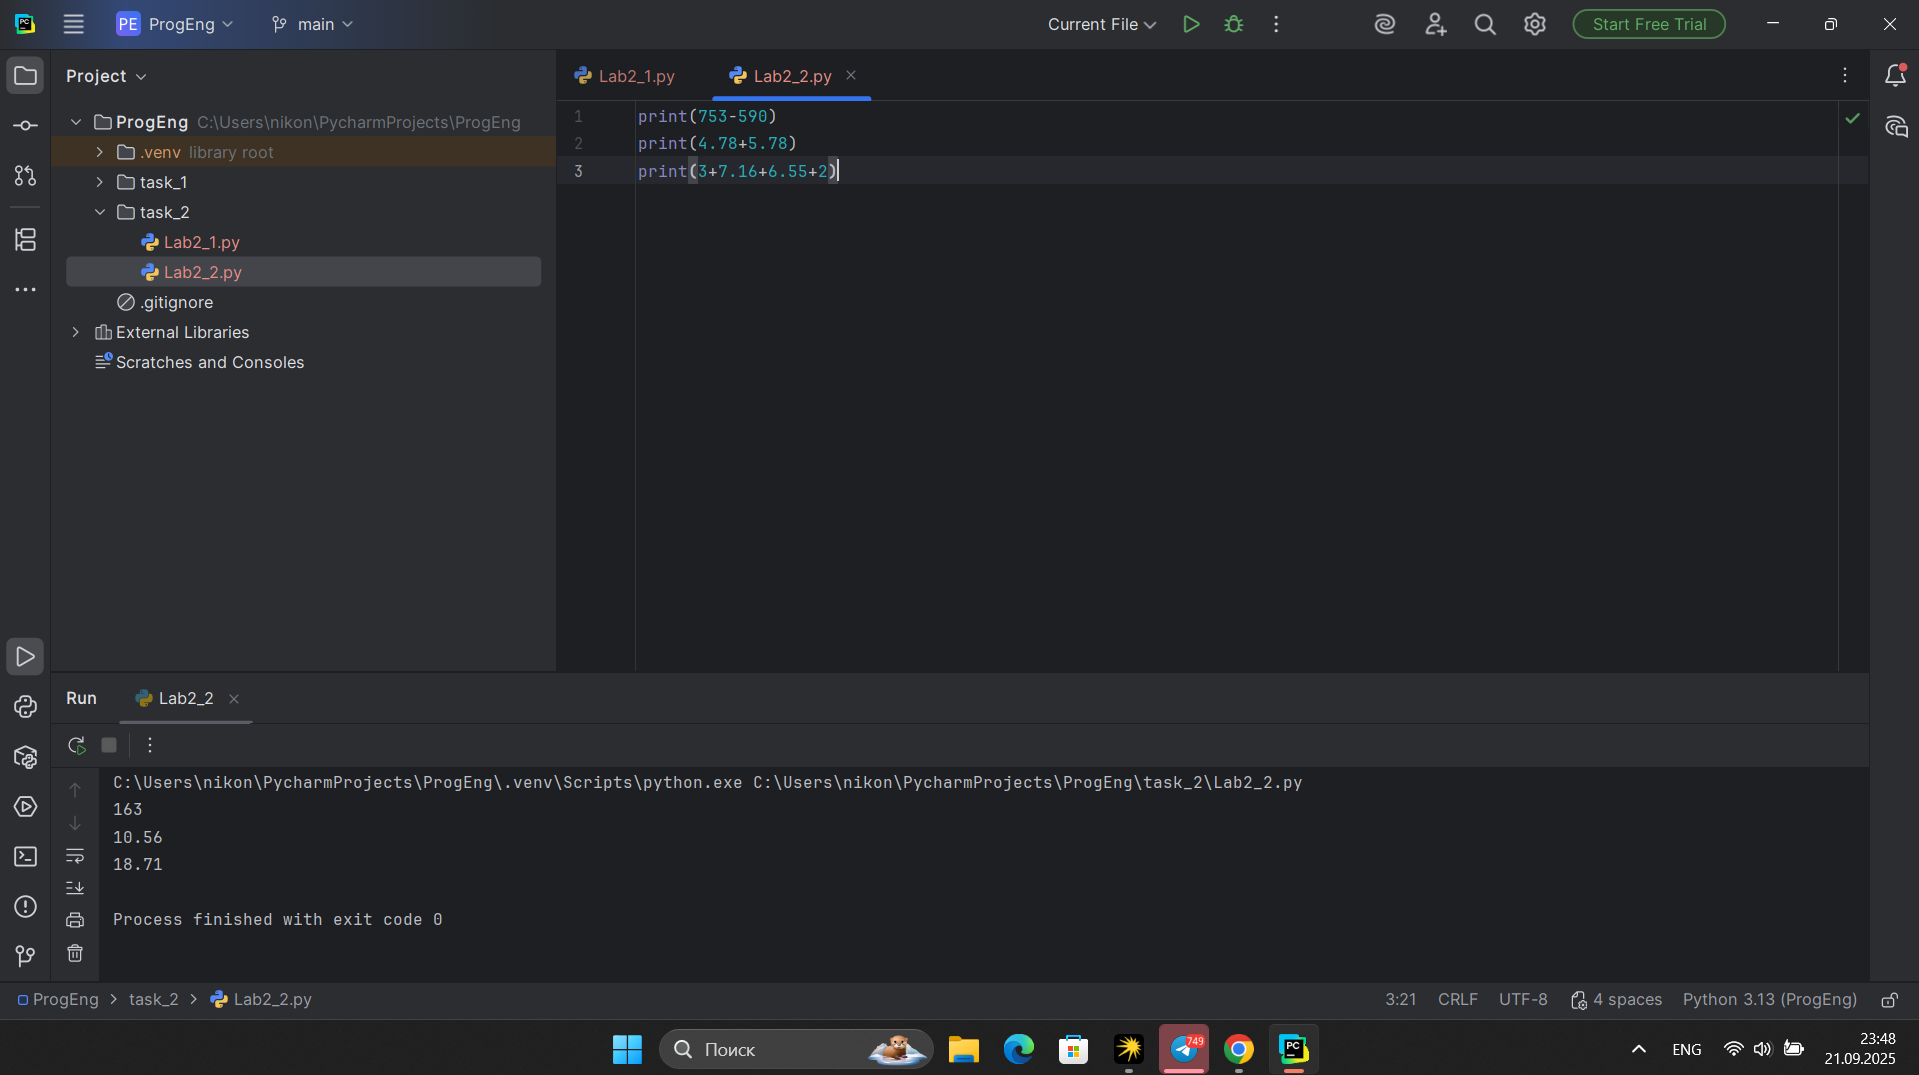 PE ProgEng main Current File Start Free Trial
Project
Lab2_1.py Lab2_2.py
ProgEng C:\Users\nikon\PycharmProjects\ProgEng
.venv library root
task_1
task_2
Lab2_1.py
Lab2_2.py
.gitignore
External Libraries
Scratches and Consoles
1 print(753-590)
2 print(4.78+5.78)
3 print(3+7.16+6.55+2)
Run Lab2_2
C:\Users\nikon\PycharmProjects\ProgEng\.venv\Scripts\python.exe C:\Users\nikon\PycharmProjects\ProgEng\task_2\Lab2_2.py
163
10.56
18.71
Process finished with exit code 0
ProgEng > task_2 > Lab2_2.py 3:21 CRLF UTF-8 4 spaces Python 3.13 (ProgEng)
Поиск 749 PC ENG 23:48
21.09.2025